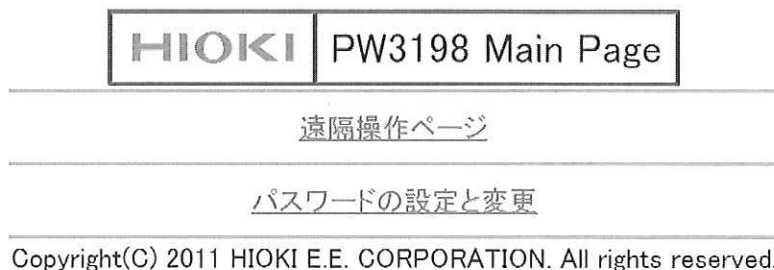 HIOKI PW3198 Main Page
遠隔操作ページ
パスワードの設定と変更
Copyright(C) 2011 HIOKI E.E. CORPORATION. All rights reserved